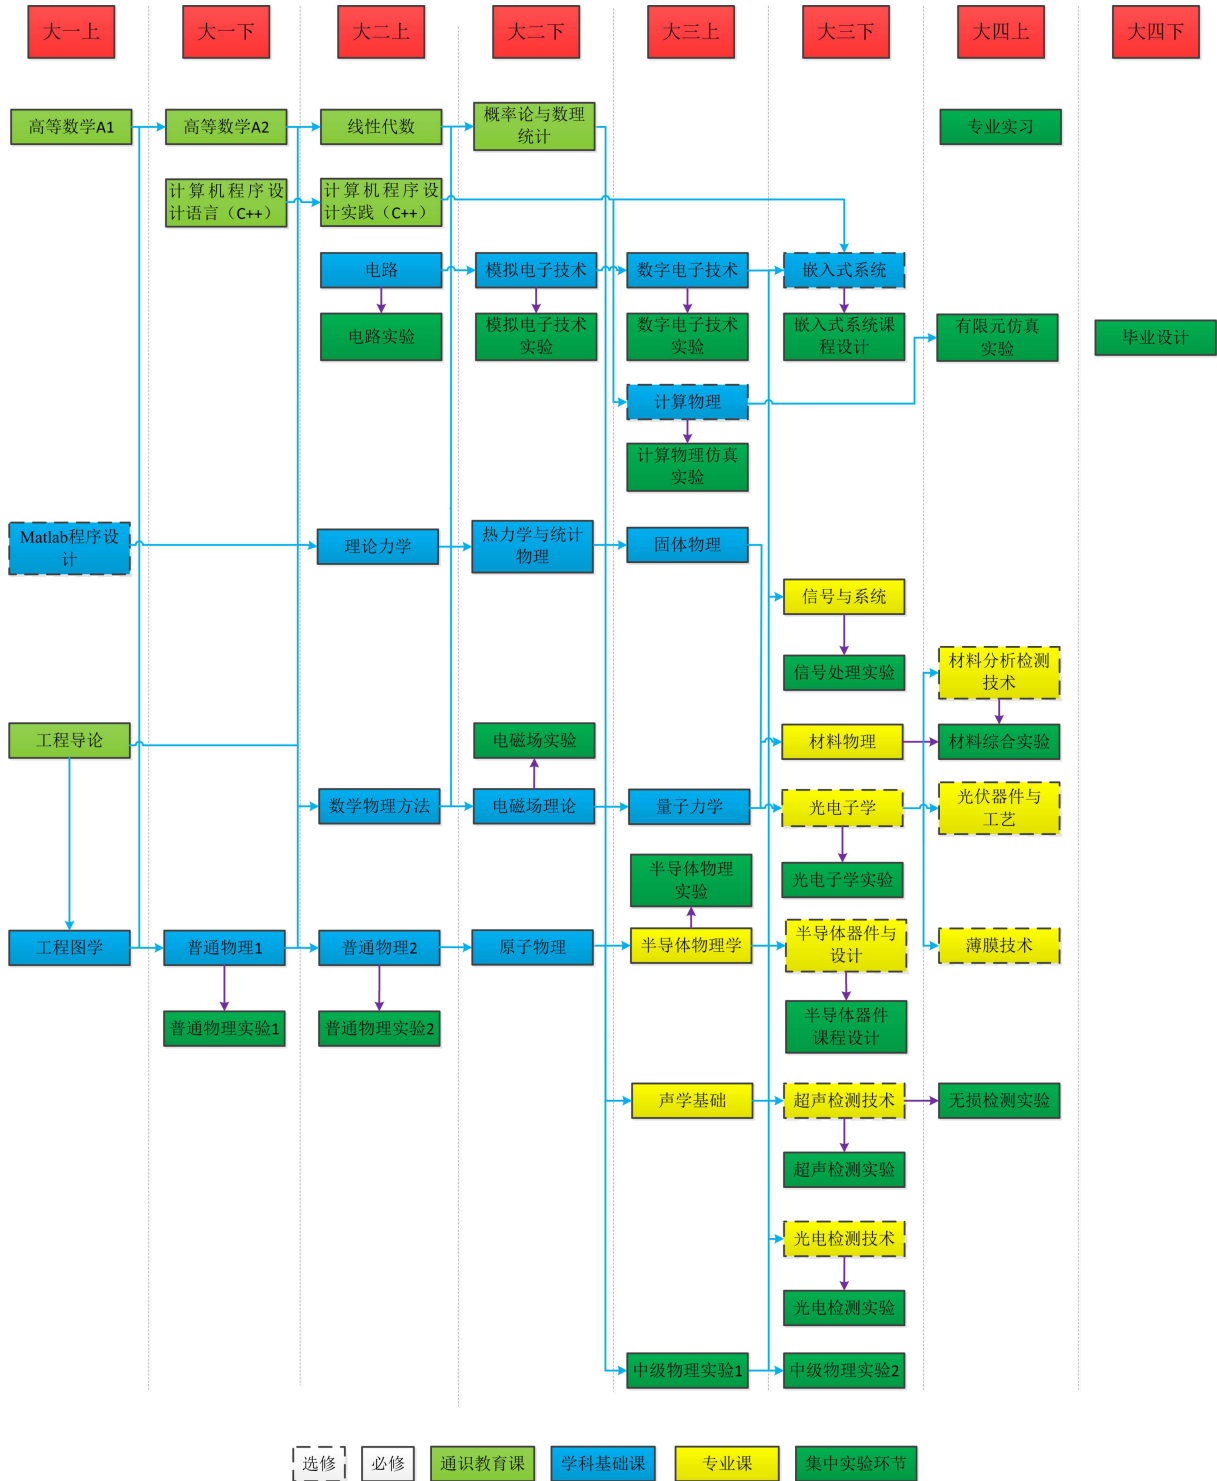 大一上
大一下
大二上
大二下
大三上
大三下
大四上
大四下
高等数学A1
高等数学A2
线性代数
概率论与数理
统计
专业实习
计算机程序设
计语言（C++）
计算机程序设
计实践（C++）
电路
模拟电子技术
数字电子技术
嵌入式系统
电路实验
模拟电子技术
实验
数字电子技术
实验
嵌入式系统课
程设计
有限元仿真
实验
毕业设计
计算物理
计算物理仿真
实验
Matlab程序设
计
理论力学
热力学与统计
物理
固体物理
信号与系统
信号处理实验
材料分析检测
技术
工程导论
电磁场实验
材料物理
材料综合实验
数学物理方法
电磁场理论
量子力学
光电子学
光伏器件与
工艺
半导体物理
实验
光电子学实验
工程图学
普通物理1
普通物理2
原子物理
半导体物理学
半导体器件与
设计
薄膜技术
普通物理实验1
普通物理实验2
半导体器件
课程设计
声学基础
超声检测技术
无损检测实验
超声检测实验
光电检测技术
光电检测实验
中级物理实验1
中级物理实验2
选修
必修
通识教育课
学科基础课
专业课
集中实验环节